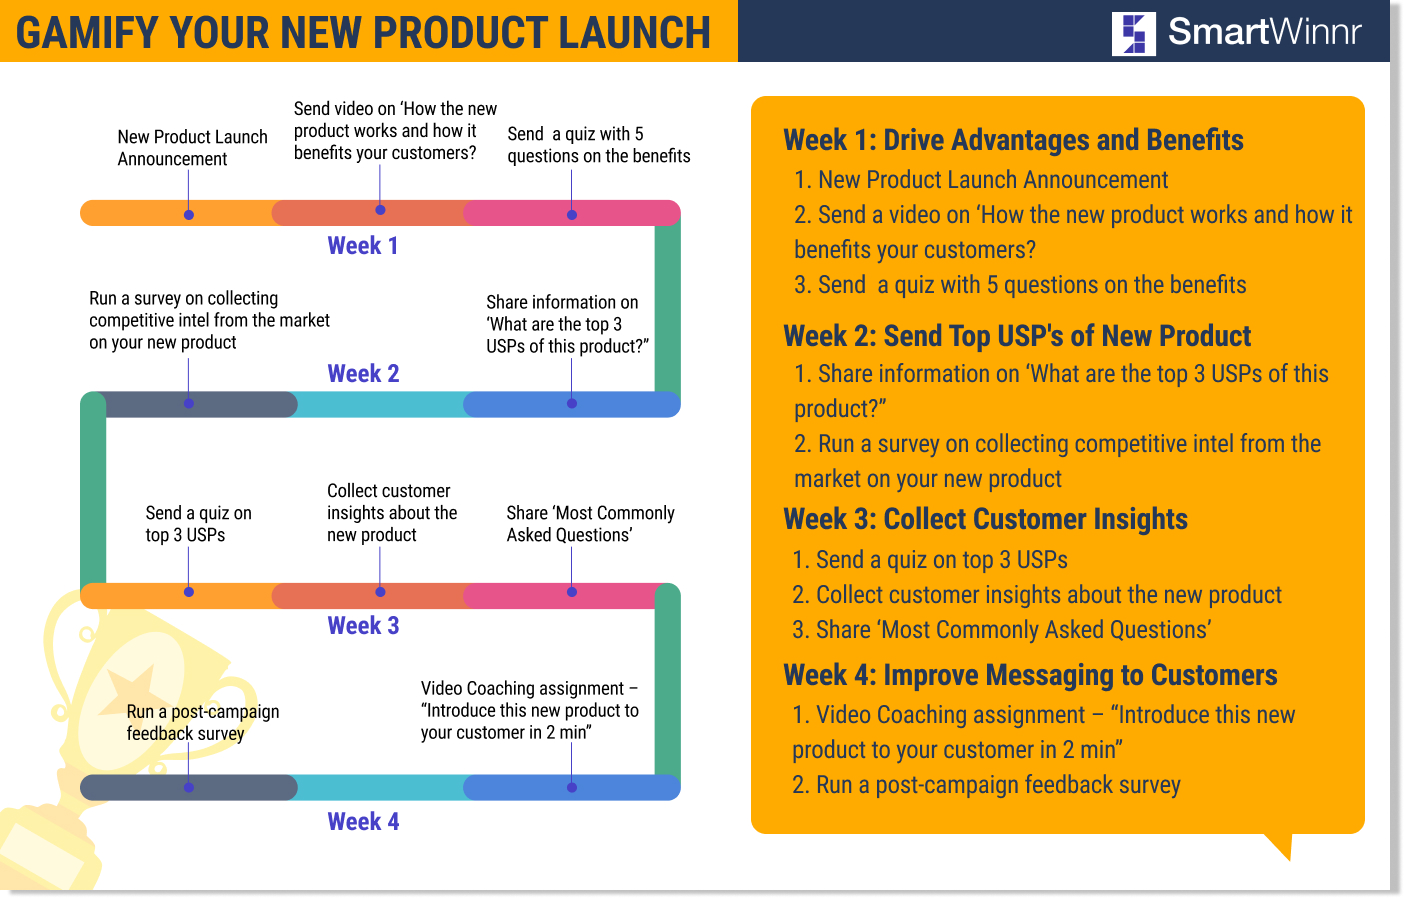 GAMIFY YOUR NEW PRODUCT LAUNCH
SmartWinnr
New Product Launch
Announcement
Send video on ‘How the new
product works and how it
benefits your customers?
Send  a quiz with 5
questions on the benefits
Week 1
Run a survey on collecting
competitive intel from the market
on your new product
Share information on
‘What are the top 3
USPs of this product?”
Week 2
Send a quiz on
top 3 USPs
Collect customer
insights about the
new product
Share ‘Most Commonly
Asked Questions’
Week 3
Run a post-campaign
feedback survey
Video Coaching assignment –
“Introduce this new product to
your customer in 2 min”
Week 4
Week 1: Drive Advantages and Benefits
1. New Product Launch Announcement
2. Send a video on ‘How the new product works and how it
benefits your customers?
3. Send  a quiz with 5 questions on the benefits
Week 2: Send Top USP's of New Product
1. Share information on ‘What are the top 3 USPs of this
product?”
2. Run a survey on collecting competitive intel from the
market on your new product
Week 3: Collect Customer Insights
1. Send a quiz on top 3 USPs
2. Collect customer insights about the new product
3. Share ‘Most Commonly Asked Questions’
Week 4: Improve Messaging to Customers
1. Video Coaching assignment – “Introduce this new
product to your customer in 2 min”
2. Run a post-campaign feedback survey